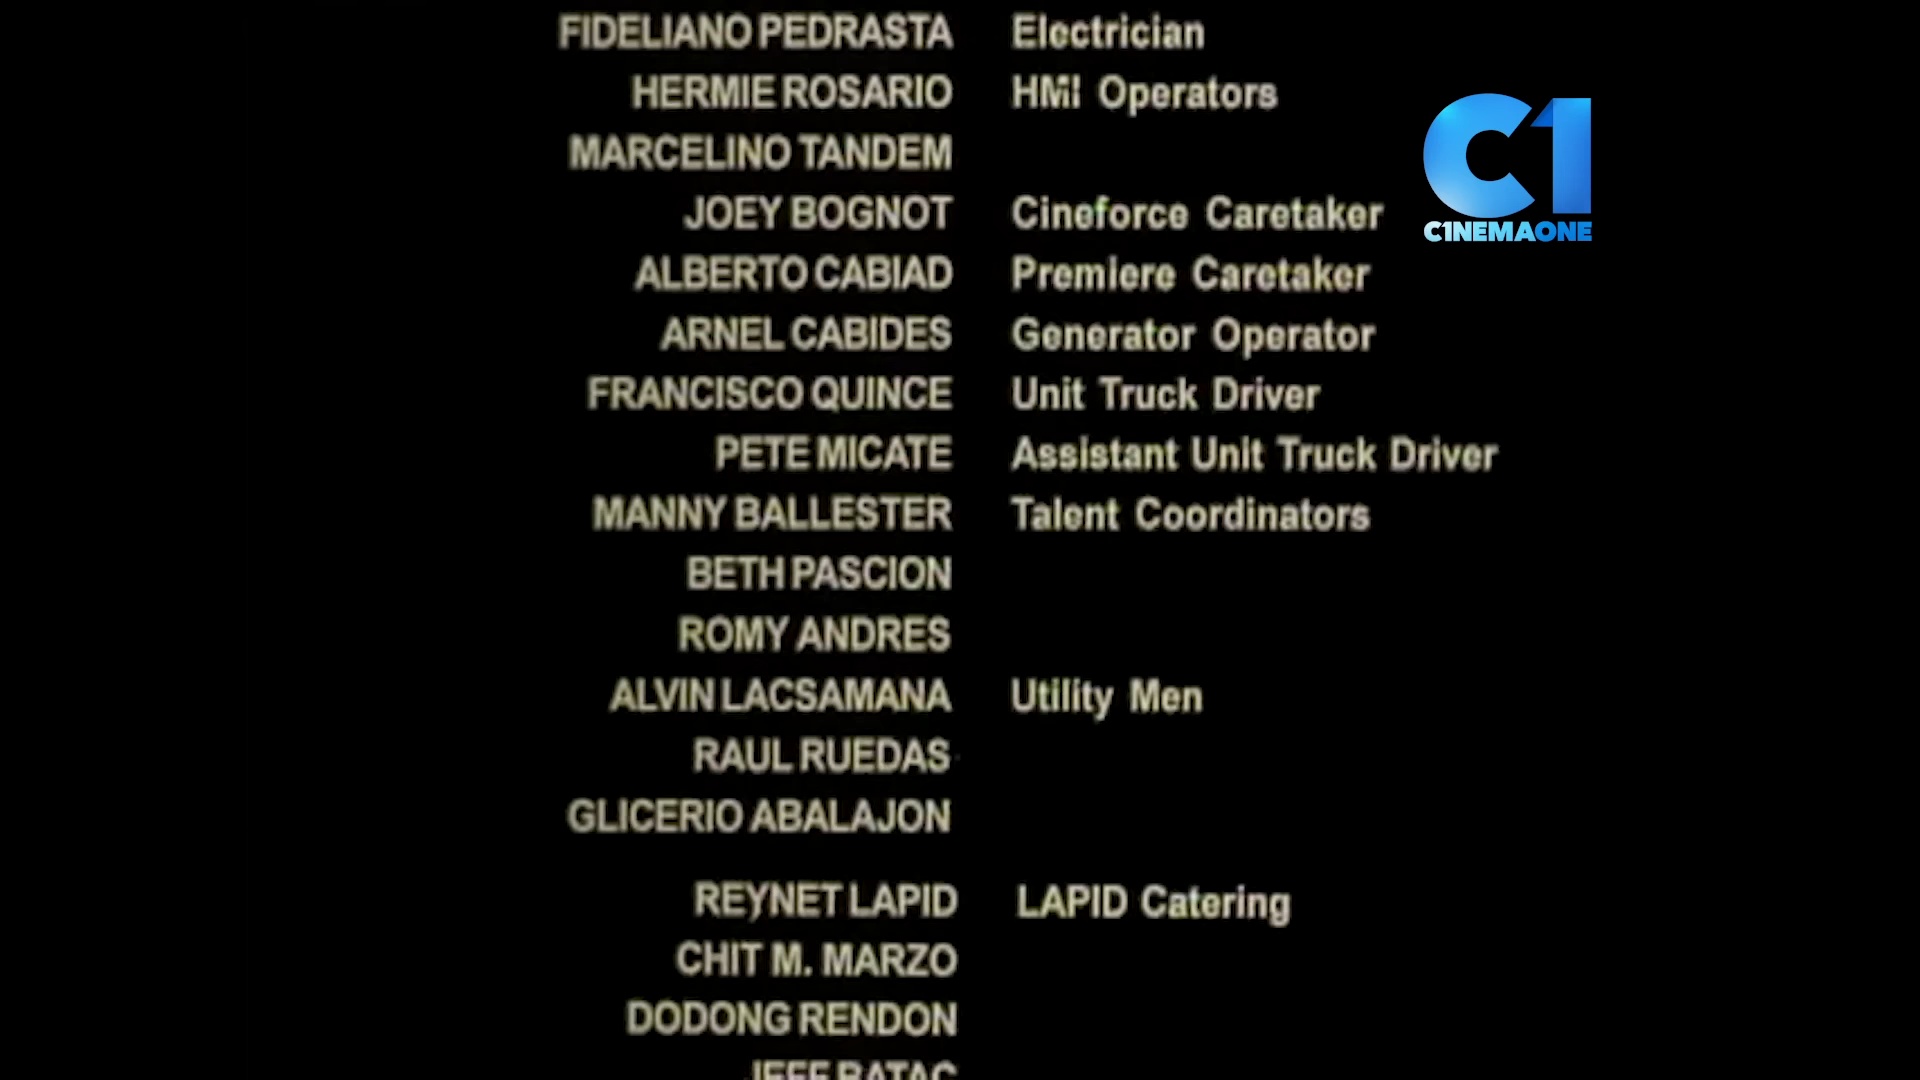 FIDELIANO PEDRASTA Electrician
HERMIE ROSARIO HMI Operators
MARCELINO TANDEM
JOEY BOGNOT Cineforce Caretaker
ALBERTO CABIAD Premiere Caretaker
ARNEL CABIDES Generator Operator
FRANCISCO QUINCE Unit Truck Driver
PETE MICATE Assistant Unit Truck Driver
MANNY BALLESTER Talent Coordinators
BETH PASCION
ROMY ANDRES
ALVIN LACSAMANA Utility Men
RAUL RUEDAS
GLICERIO ABALAJON
REYNET LAPID LAPID Catering
CHIT M. MARZO
DODONG RENDON
JEFF BATAC
C1
C1NEMAONE